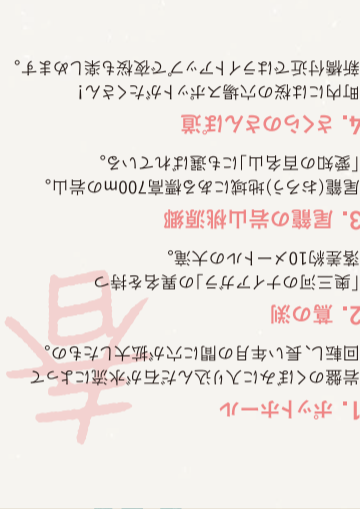 春
1. ポットホール
岩盤のくぼみに入り込んだ石が水流によって
回転し、長い年月の間に穴が拡大したもの。
2. 蔦の渕
「奥三河のナイアガラ」の異名を持つ
落差約10メートルの大滝。
3. 尾籠の岩山桃源郷
尾籠(おろう)地域にある標高700mの岩山。
「愛知の百名山」にも選ばれている。
4. さくらのさんぽ道
町内には桜の穴場スポットがたくさん!
新橋付近ではライトアップで夜桜も楽しめます。